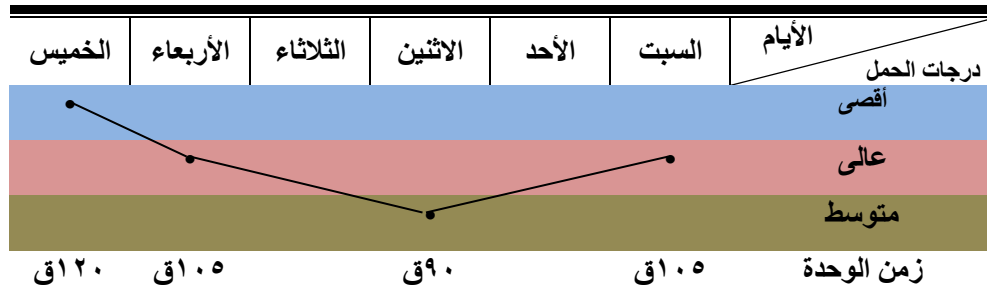 الأيام
درجات الحمل
السبت الأحد الاثنين الثلاثاء الأربعاء الخميس
أقصى
عالى
متوسط
زمن الوحدة ١٠٥ق ٩٠ق ١٠٥ق ١٢٠ق